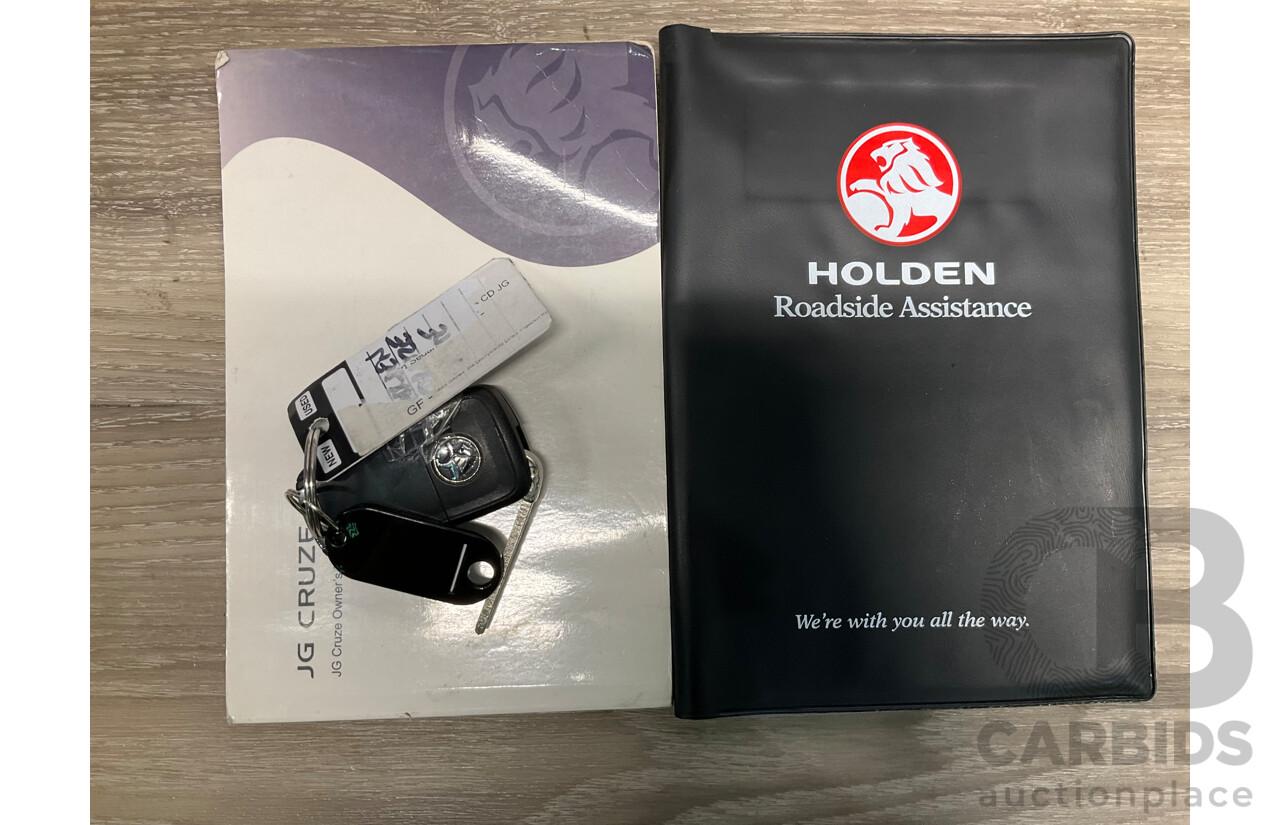 JG CRUZE
JG Cruze Owner's
CD JG
USED
NEW
GF
HOLDEN
Roadside Assistance
We're with you all the way.
CB
CARBIDS
auctionplace